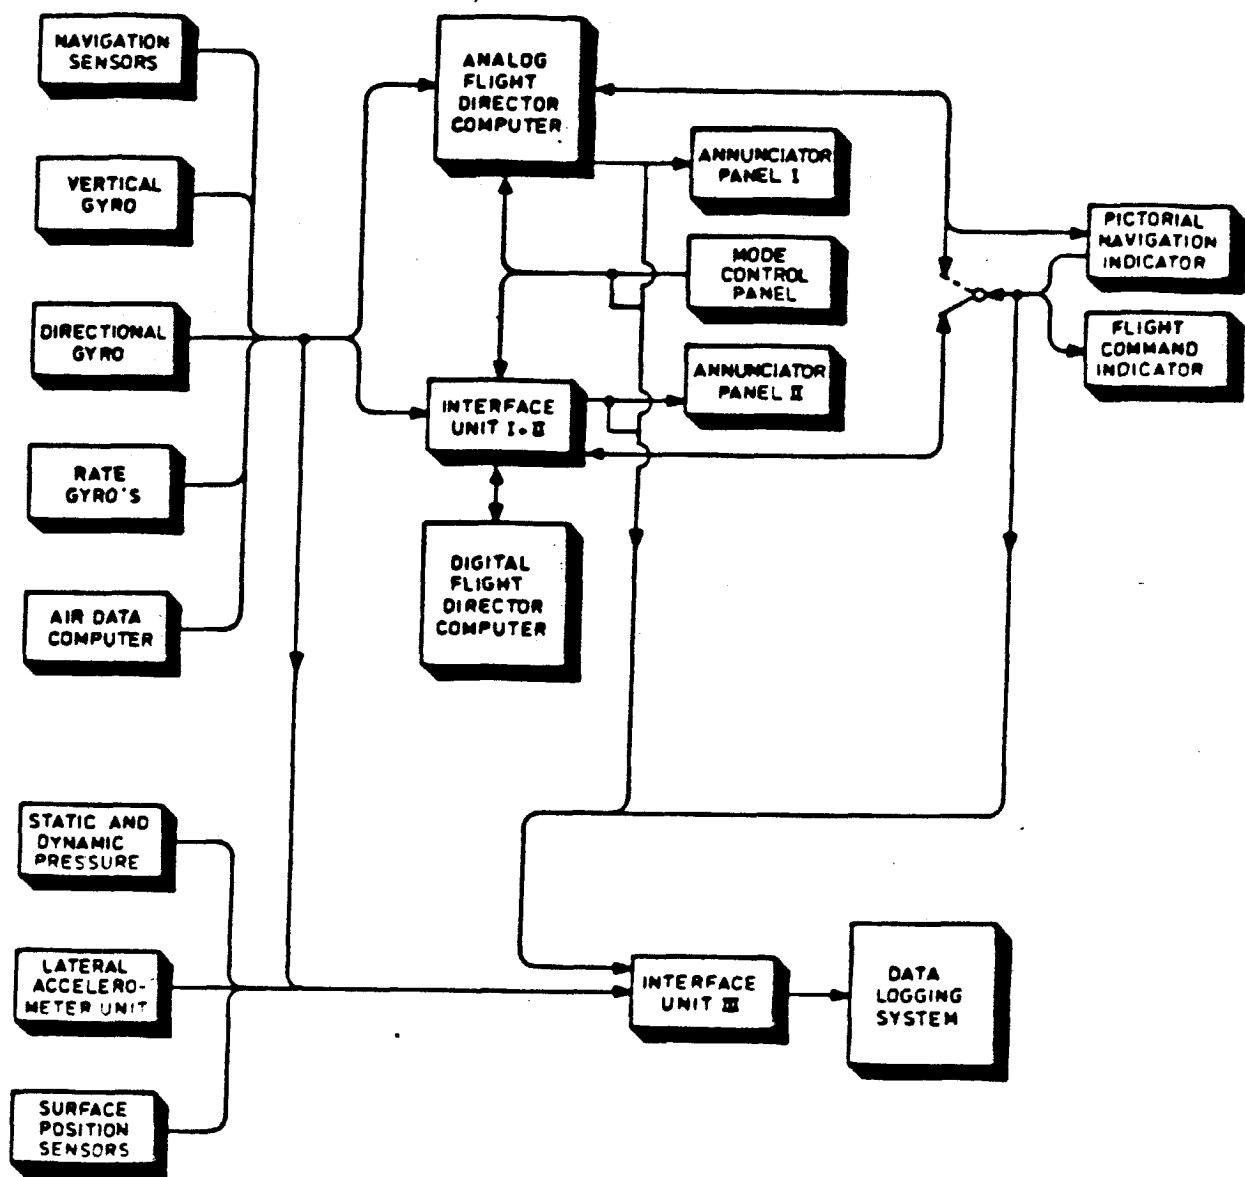 NAVIGATION
SENSORS
VERTICAL
GYRO
DIRECTIONAL
GYRO
RATE
GYRO'S
AIR DATA
COMPUTER
STATIC AND
DYNAMIC
PRESSURE
LATERAL
ACCELERO-
METER UNIT
SURFACE
POSITION
SENSORS
ANALOG
FLIGHT
DIRECTOR
COMPUTER
INTERFACE
UNIT I+II
DIGITAL
FLIGHT
DIRECTOR
COMPUTER
ANNUNCIATOR
PANEL I
MODE
CONTROL
PANEL
ANNUNCIATOR
PANEL II
PICTORIAL
NAVIGATION
INDICATOR
FLIGHT
COMMAND
INDICATOR
INTERFACE
UNIT III
DATA
LOGGING
SYSTEM